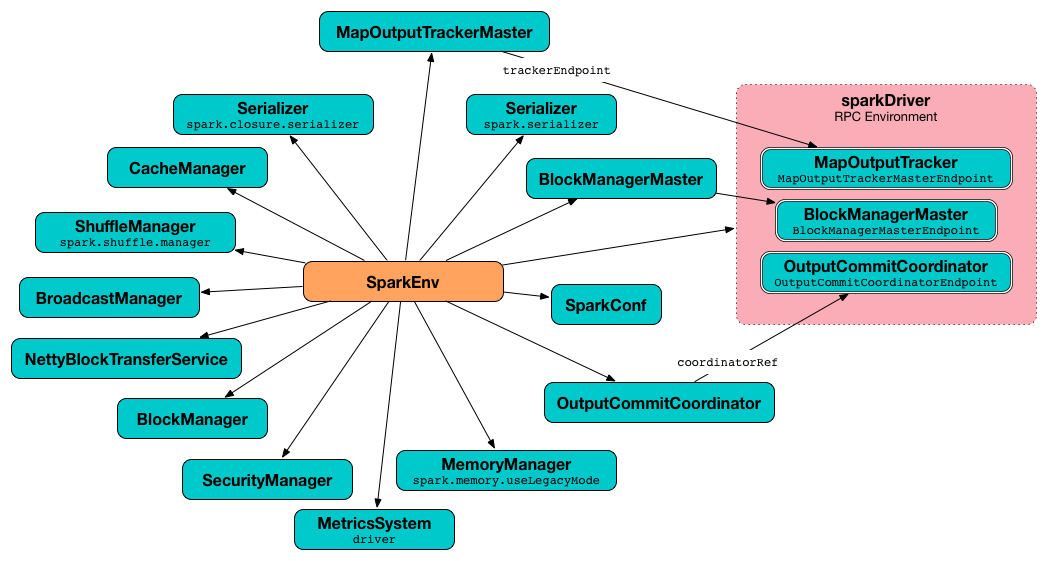 MapOutputTrackerMaster
trackerEndpoint
sparkDriver
RPC Environment
Serializer
spark.closure.serializer
Serializer
spark.serializer
CacheManager
BlockManagerMaster
MapOutputTracker
MapOutputTrackerMasterEndpoint
ShuffleManager
spark.shuffle.manager
BlockManagerMaster
BlockManagerMasterEndpoint
OutputCommitCoordinator
OutputCommitCoordinatorEndpoint
SparkEnv
BroadcastManager
SparkConf
NettyBlockTransferService
coordinatorRef
BlockManager
OutputCommitCoordinator
SecurityManager
MemoryManager
spark.memory.useLegacyMode
MetricsSystem
driver